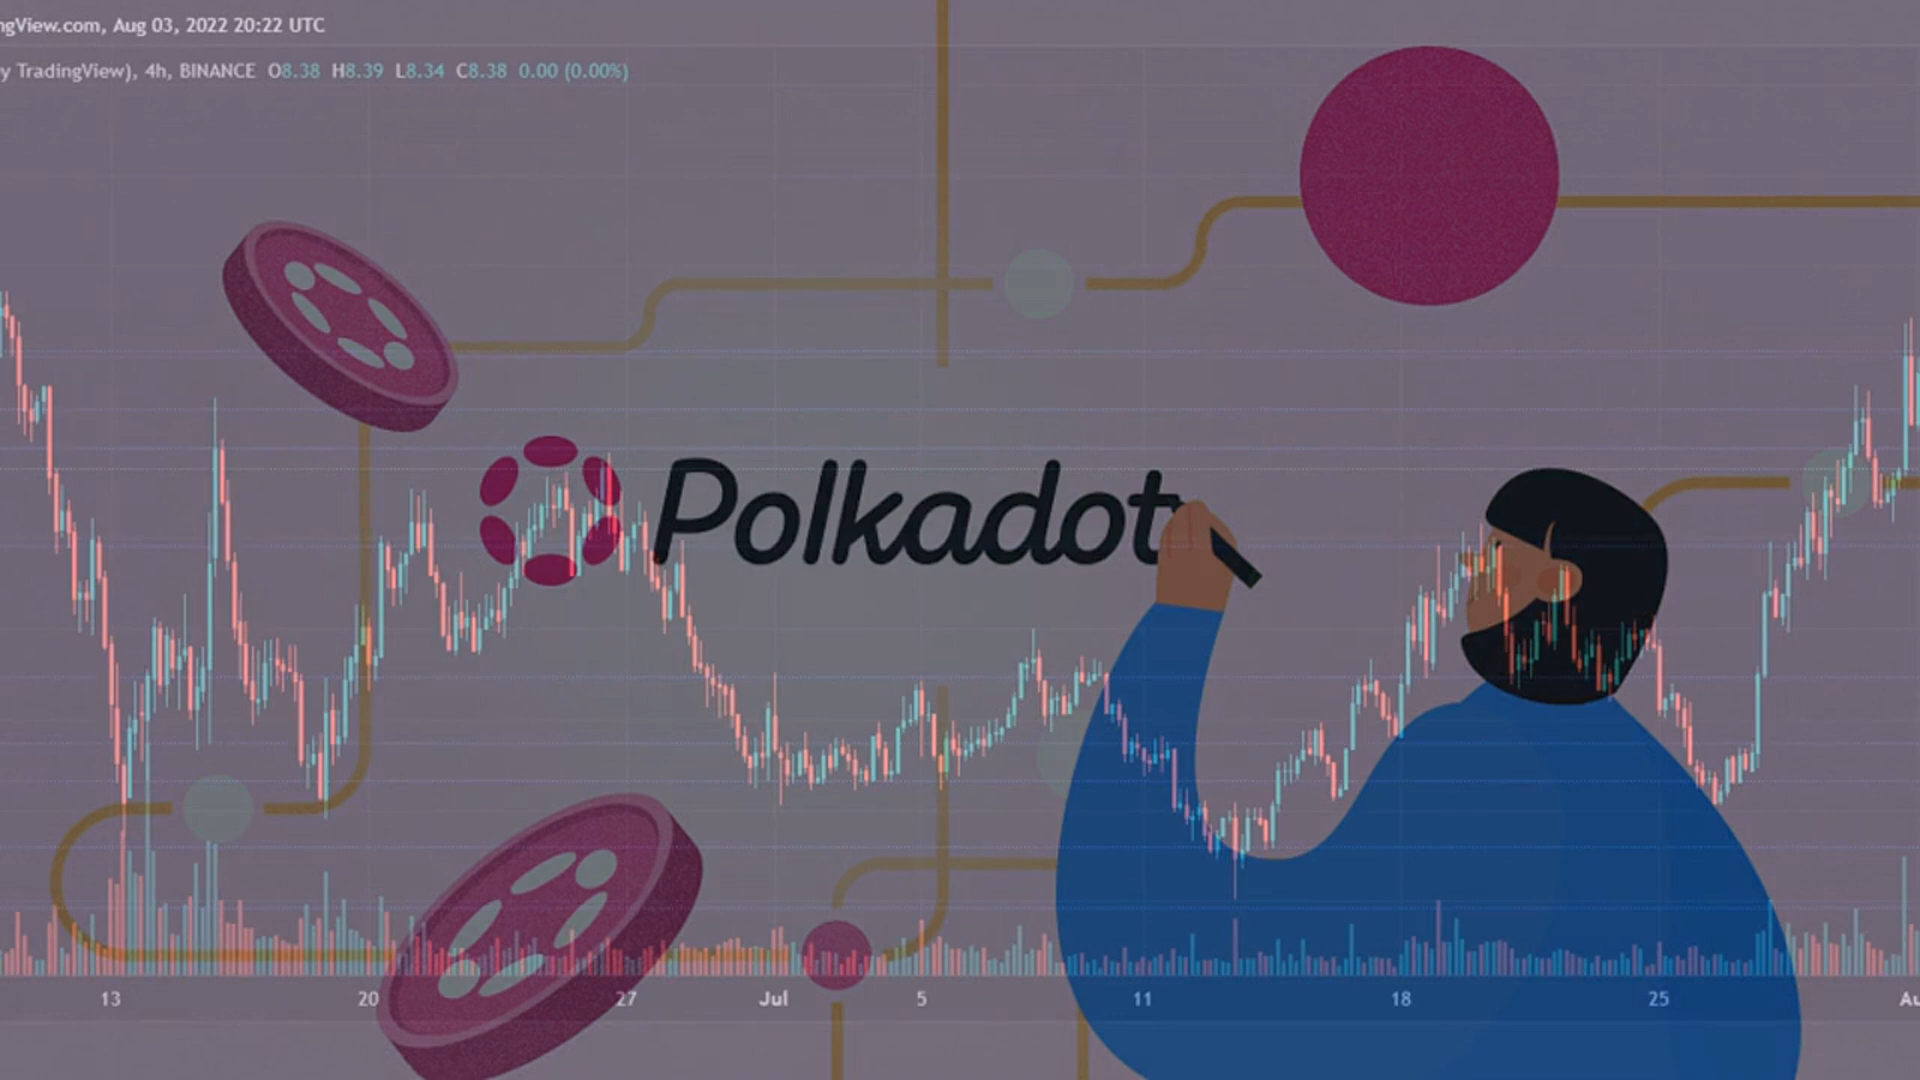 ngView.com, Aug 03, 2022 20:22 UTC
y TradingView), 4h, BINANCE O8.38 H8.39 L8.34 C8.38 0.00 (0.00%)
Polkadot
13 20 27 Jul 5 11 18 25 Au